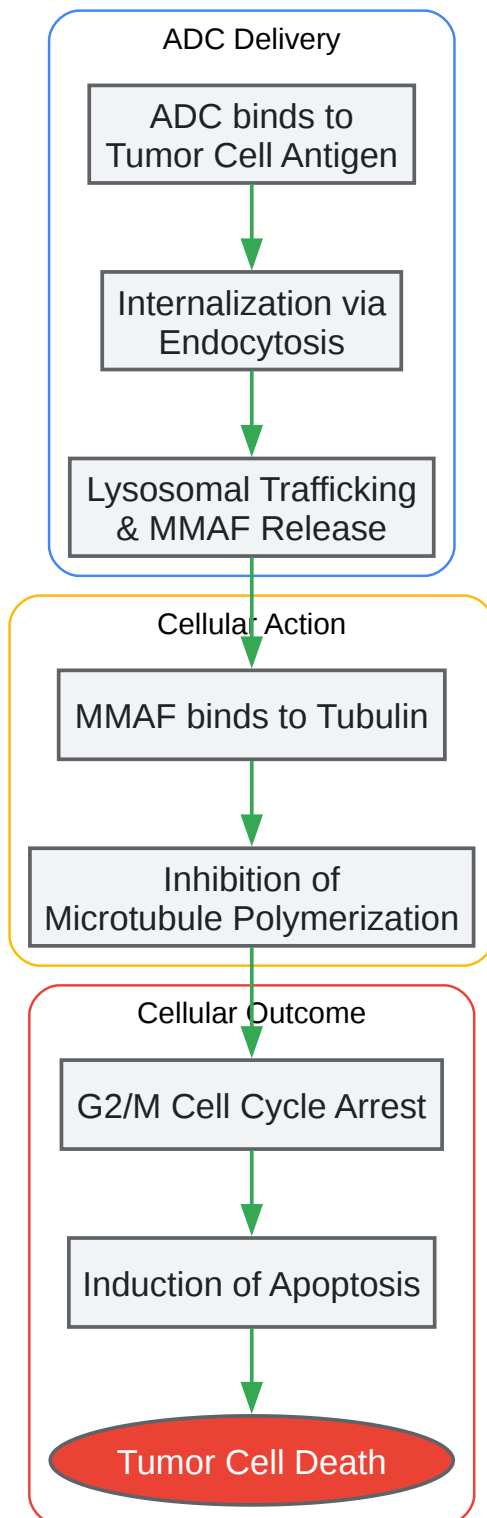 ADC Delivery
ADC binds to
Tumor Cell Antigen
Internalization via
Endocytosis
Lysosomal Trafficking
& MMAF Release
Cellular Action
MMAF binds to Tubulin
Inhibition of
Microtubule Polymerization
Cellular Outcome
G2/M Cell Cycle Arrest
Induction of Apoptosis
Tumor Cell Death